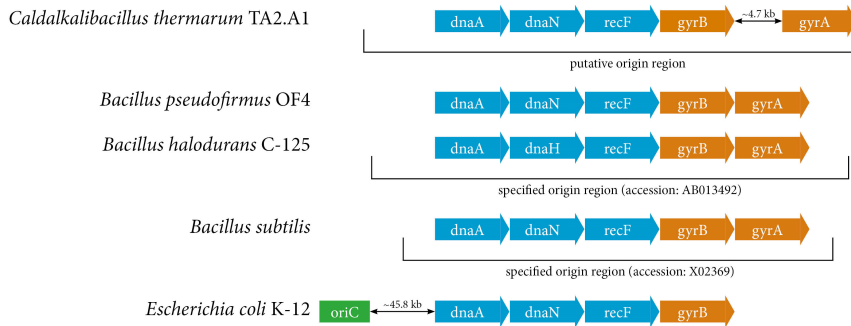 Caldalkalibacillus thermarum TA2.A1 dnaA dnaN recF gyrB ~4.7 kb gyrA
putative origin region
Bacillus pseudofirmus OF4 dnaA dnaN recF gyrB gyrA
Bacillus halodurans C-125 dnaA dnaH recF gyrB gyrA
specified origin region (accession: AB013492)
Bacillus subtilis dnaA dnaN recF gyrB gyrA
specified origin region (accession: X02369)
Escherichia coli K-12 oriC ~45.8 kb dnaA dnaN recF gyrB